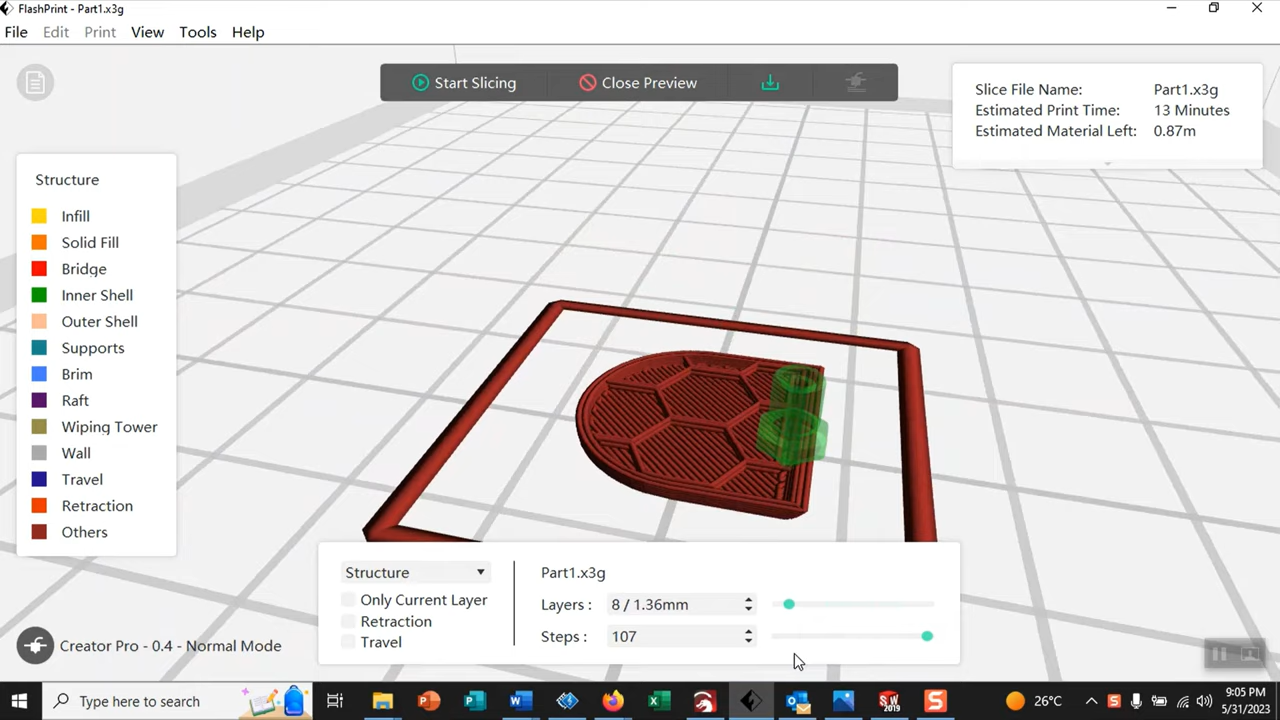 FlashPrint - Part1.x3g
File Edit Print View Tools Help
Start Slicing Close Preview
Slice File Name: Part1.x3g
Estimated Print Time: 13 Minutes
Estimated Material Left: 0.87m
Structure
Infill
Solid Fill
Bridge
Inner Shell
Outer Shell
Supports
Brim
Raft
Wiping Tower
Wall
Travel
Retraction
Others
Structure
Only Current Layer
Retraction
Travel
Part1.x3g
Layers : 8 / 1.36mm
Steps : 107
Creator Pro - 0.4 - Normal Mode
Type here to search
26°C
9:05 PM
5/31/2023